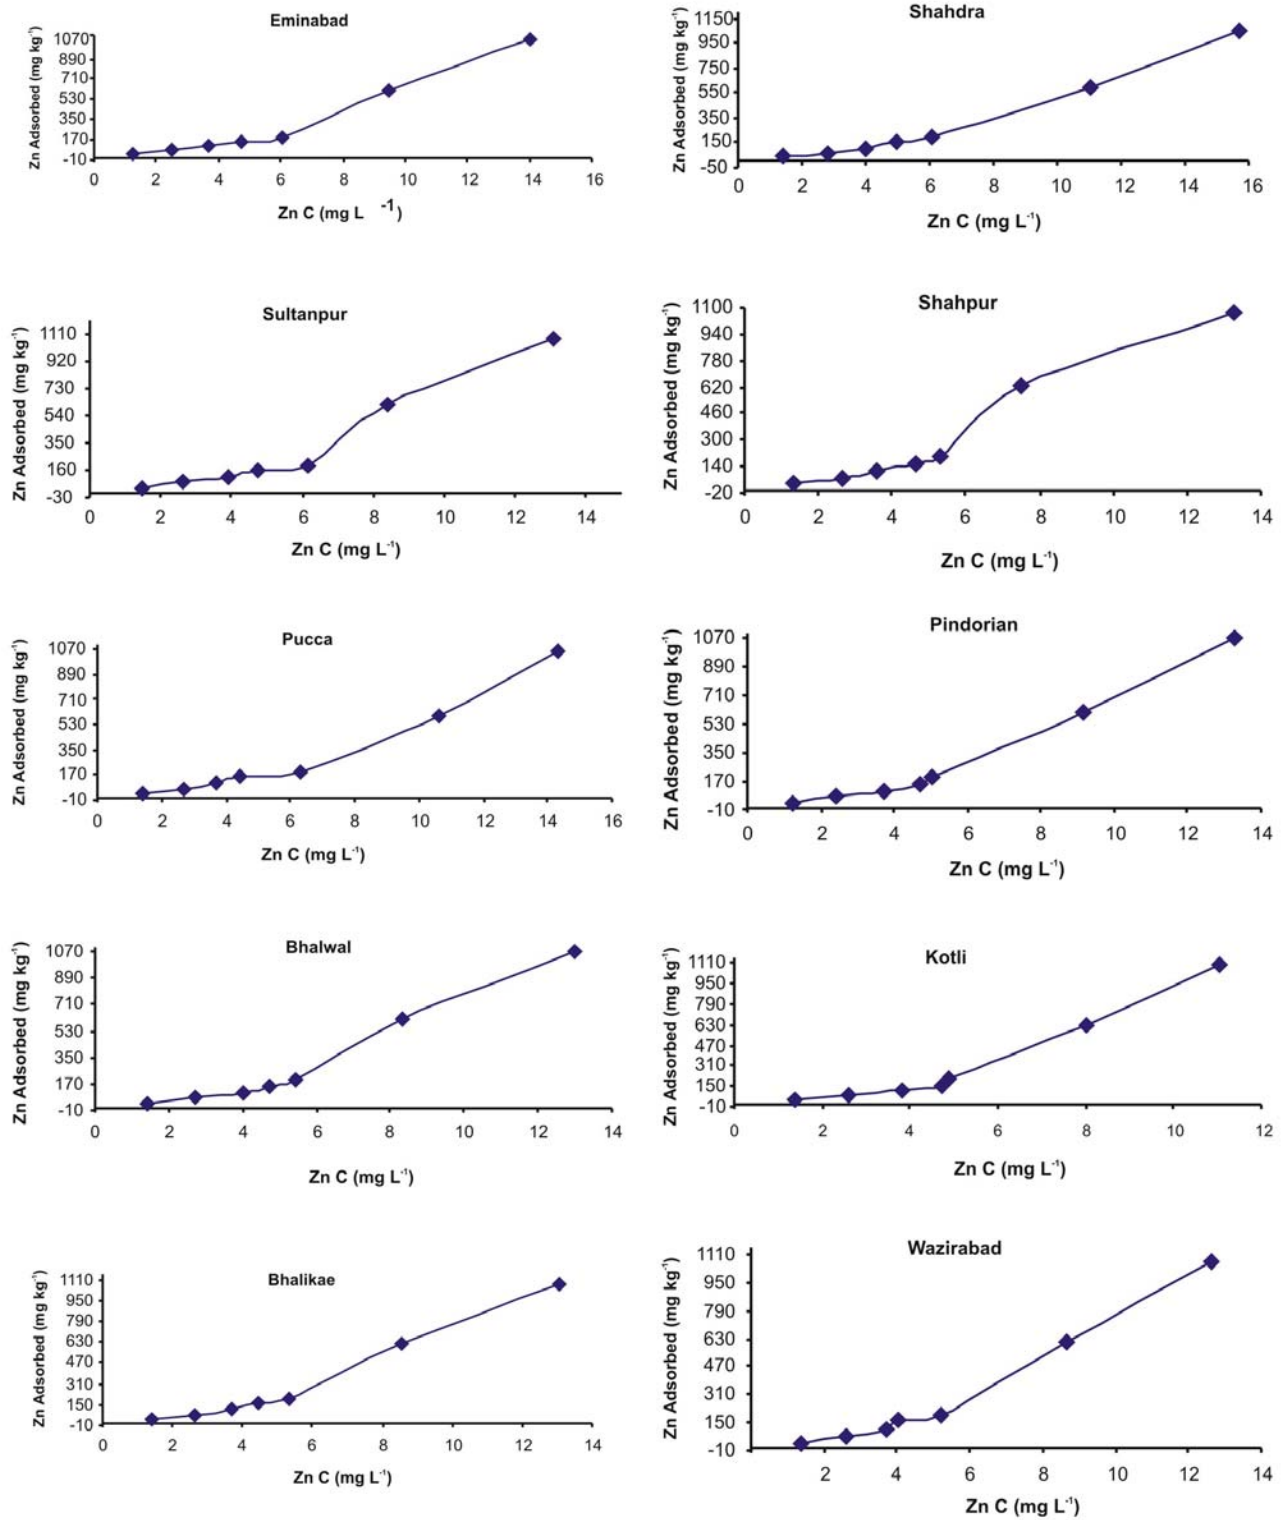 Eminabad
Zn Adsorbed (mg kg⁻¹)
1070
890
710
530
350
170
-10
0 2 4 6 8 10 12 14 16
Zn C (mg L -1 )
Shahdra
Zn Adsorbed (mg kg⁻¹)
1150
950
750
550
350
150
-50
0 2 4 6 8 10 12 14 16
Zn C (mg L⁻¹)
Sultanpur
Zn Adsorbed (mg kg⁻¹)
1110
920
730
540
350
160
-30
0 2 4 6 8 10 12 14
Zn C (mg L⁻¹)
Shahpur
Zn Adsorbed (mg kg⁻¹)
1100
940
780
620
460
300
140
-20
0 2 4 6 8 10 12 14
Zn C (mg L⁻¹)
Pucca
Zn Adsorbed (mg kg⁻¹)
1070
890
710
530
350
170
-10
0 2 4 6 8 10 12 14 16
Zn C (mg L⁻¹)
Pindorian
Zn Adsorbed (mg kg⁻¹)
1070
890
710
530
350
170
-10
0 2 4 6 8 10 12 14
Zn C (mg L⁻¹)
Bhalwal
Zn Adsorbed (mg kg⁻¹)
1070
890
710
530
350
170
-10
0 2 4 6 8 10 12 14
Zn C (mg L⁻¹)
Kotli
Zn Adsorbed (mg kg⁻¹)
1110
950
790
630
470
310
150
-10
0 2 4 6 8 10 12
Zn C (mg L⁻¹)
Bhalikae
Zn Adsorbed (mg kg⁻¹)
1110
950
790
630
470
310
150
-10
0 2 4 6 8 10 12 14
Zn C (mg L⁻¹)
Wazirabad
Zn Adsorbed (mg kg⁻¹)
1110
950
790
630
470
310
150
-10
2 4 6 8 10 12 14
Zn C (mg L⁻¹)